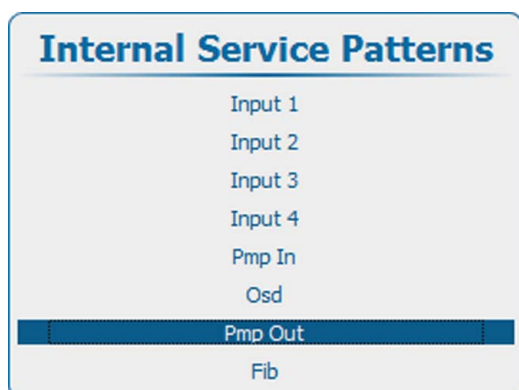 Internal Service Patterns
Input 1
Input 2
Input 3
Input 4
Pmp In
Osd
Pmp Out
Fib